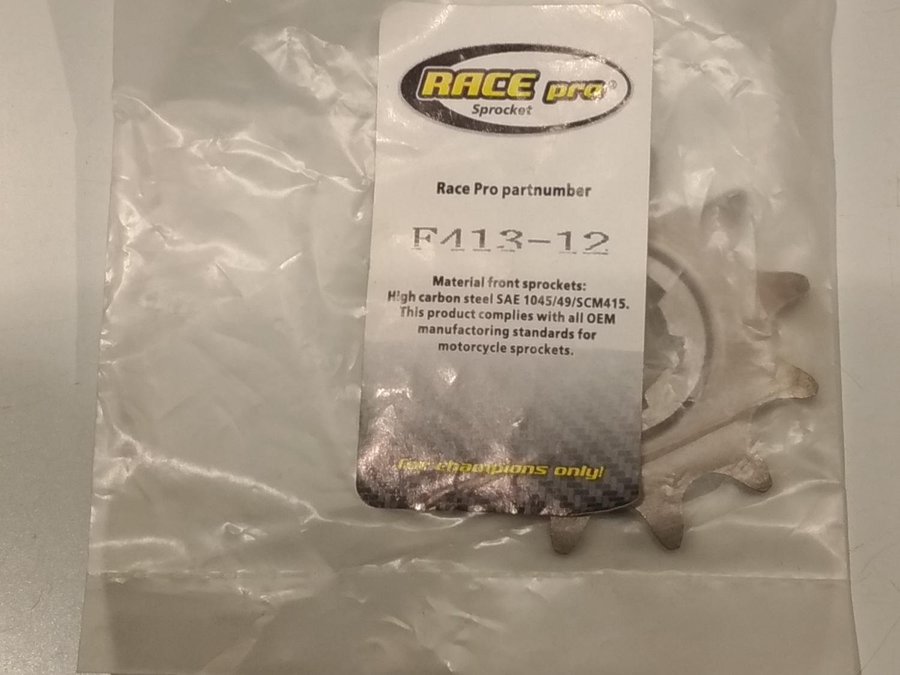 RACE pro®
Sprocket
Race Pro partnumber
F413-12
Material front sprockets:
High carbon steel SAE 1045/49/SCM415.
This product complies with all OEM
manufactoring standards for
motorcycle sprockets.
for champions only!